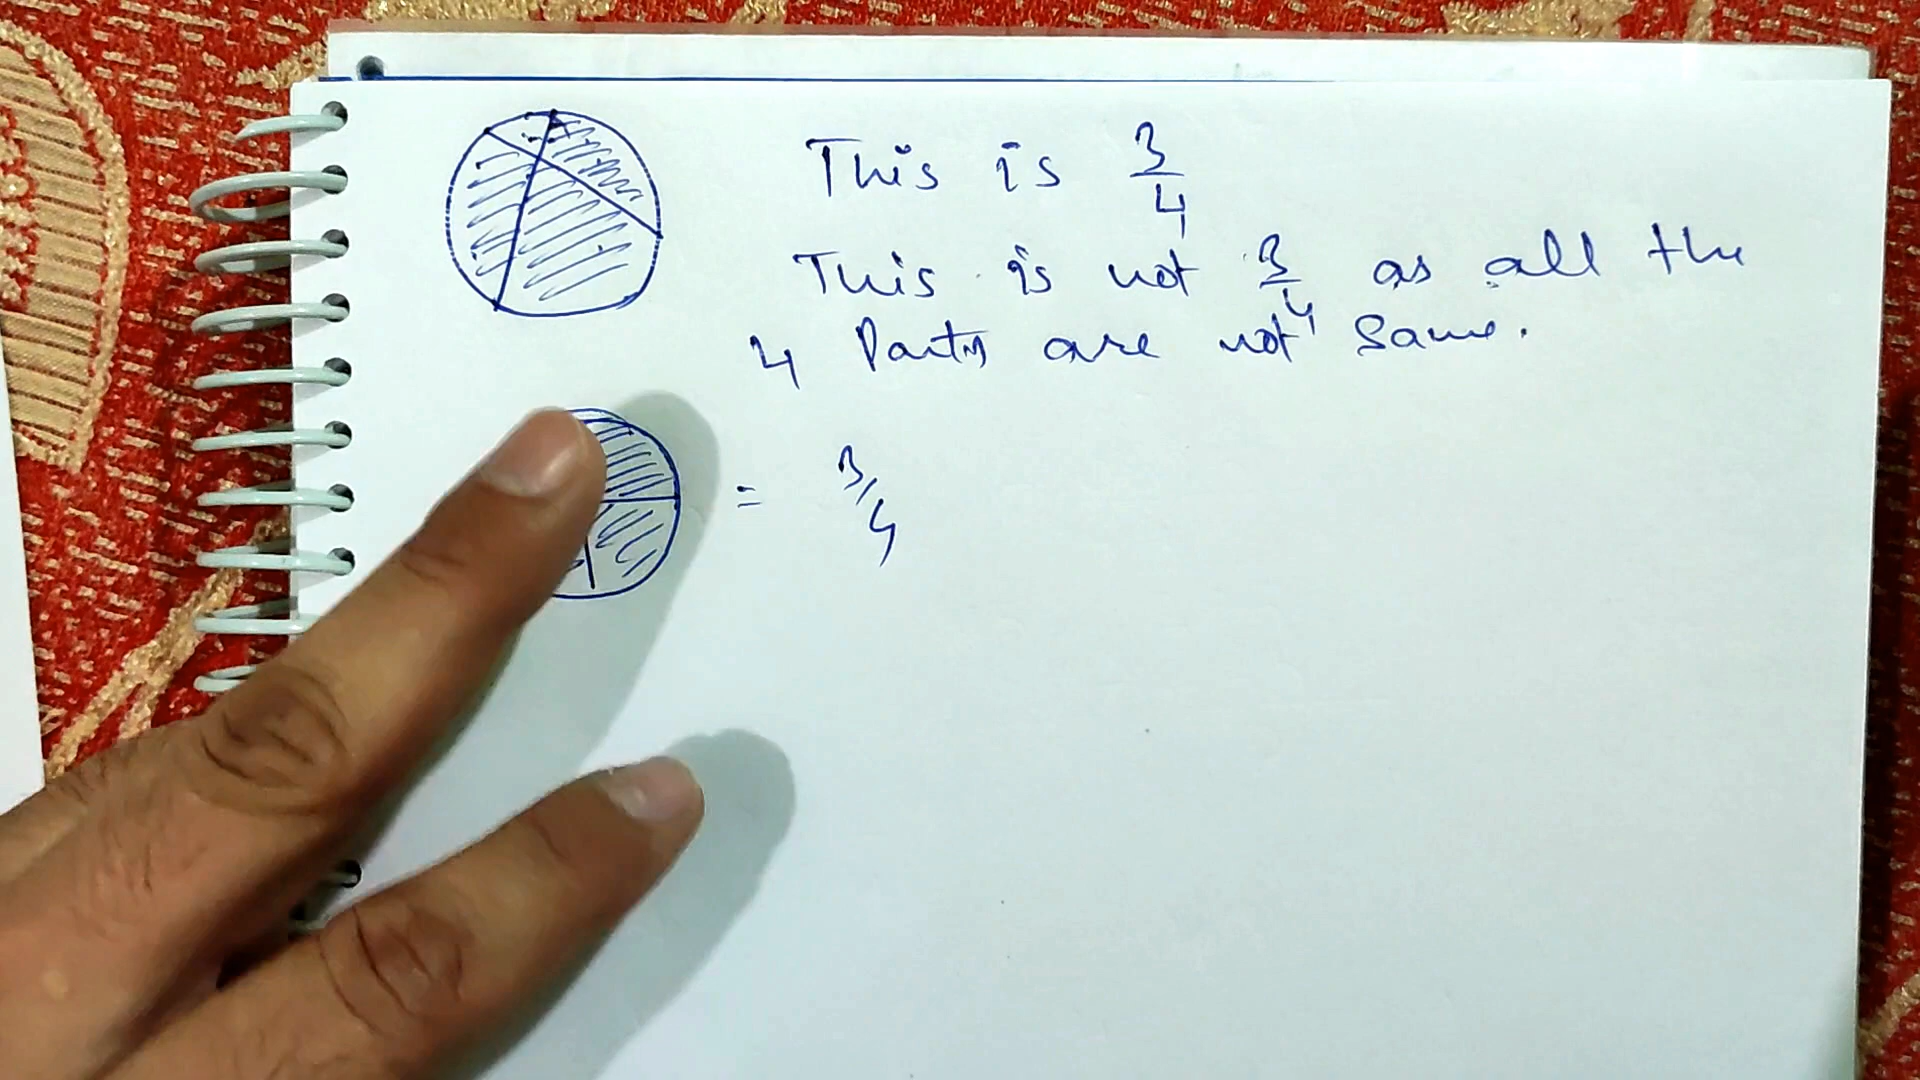 This is 3/4
This is not 3/4 as all the
4 Parts are not same.
= 3/4